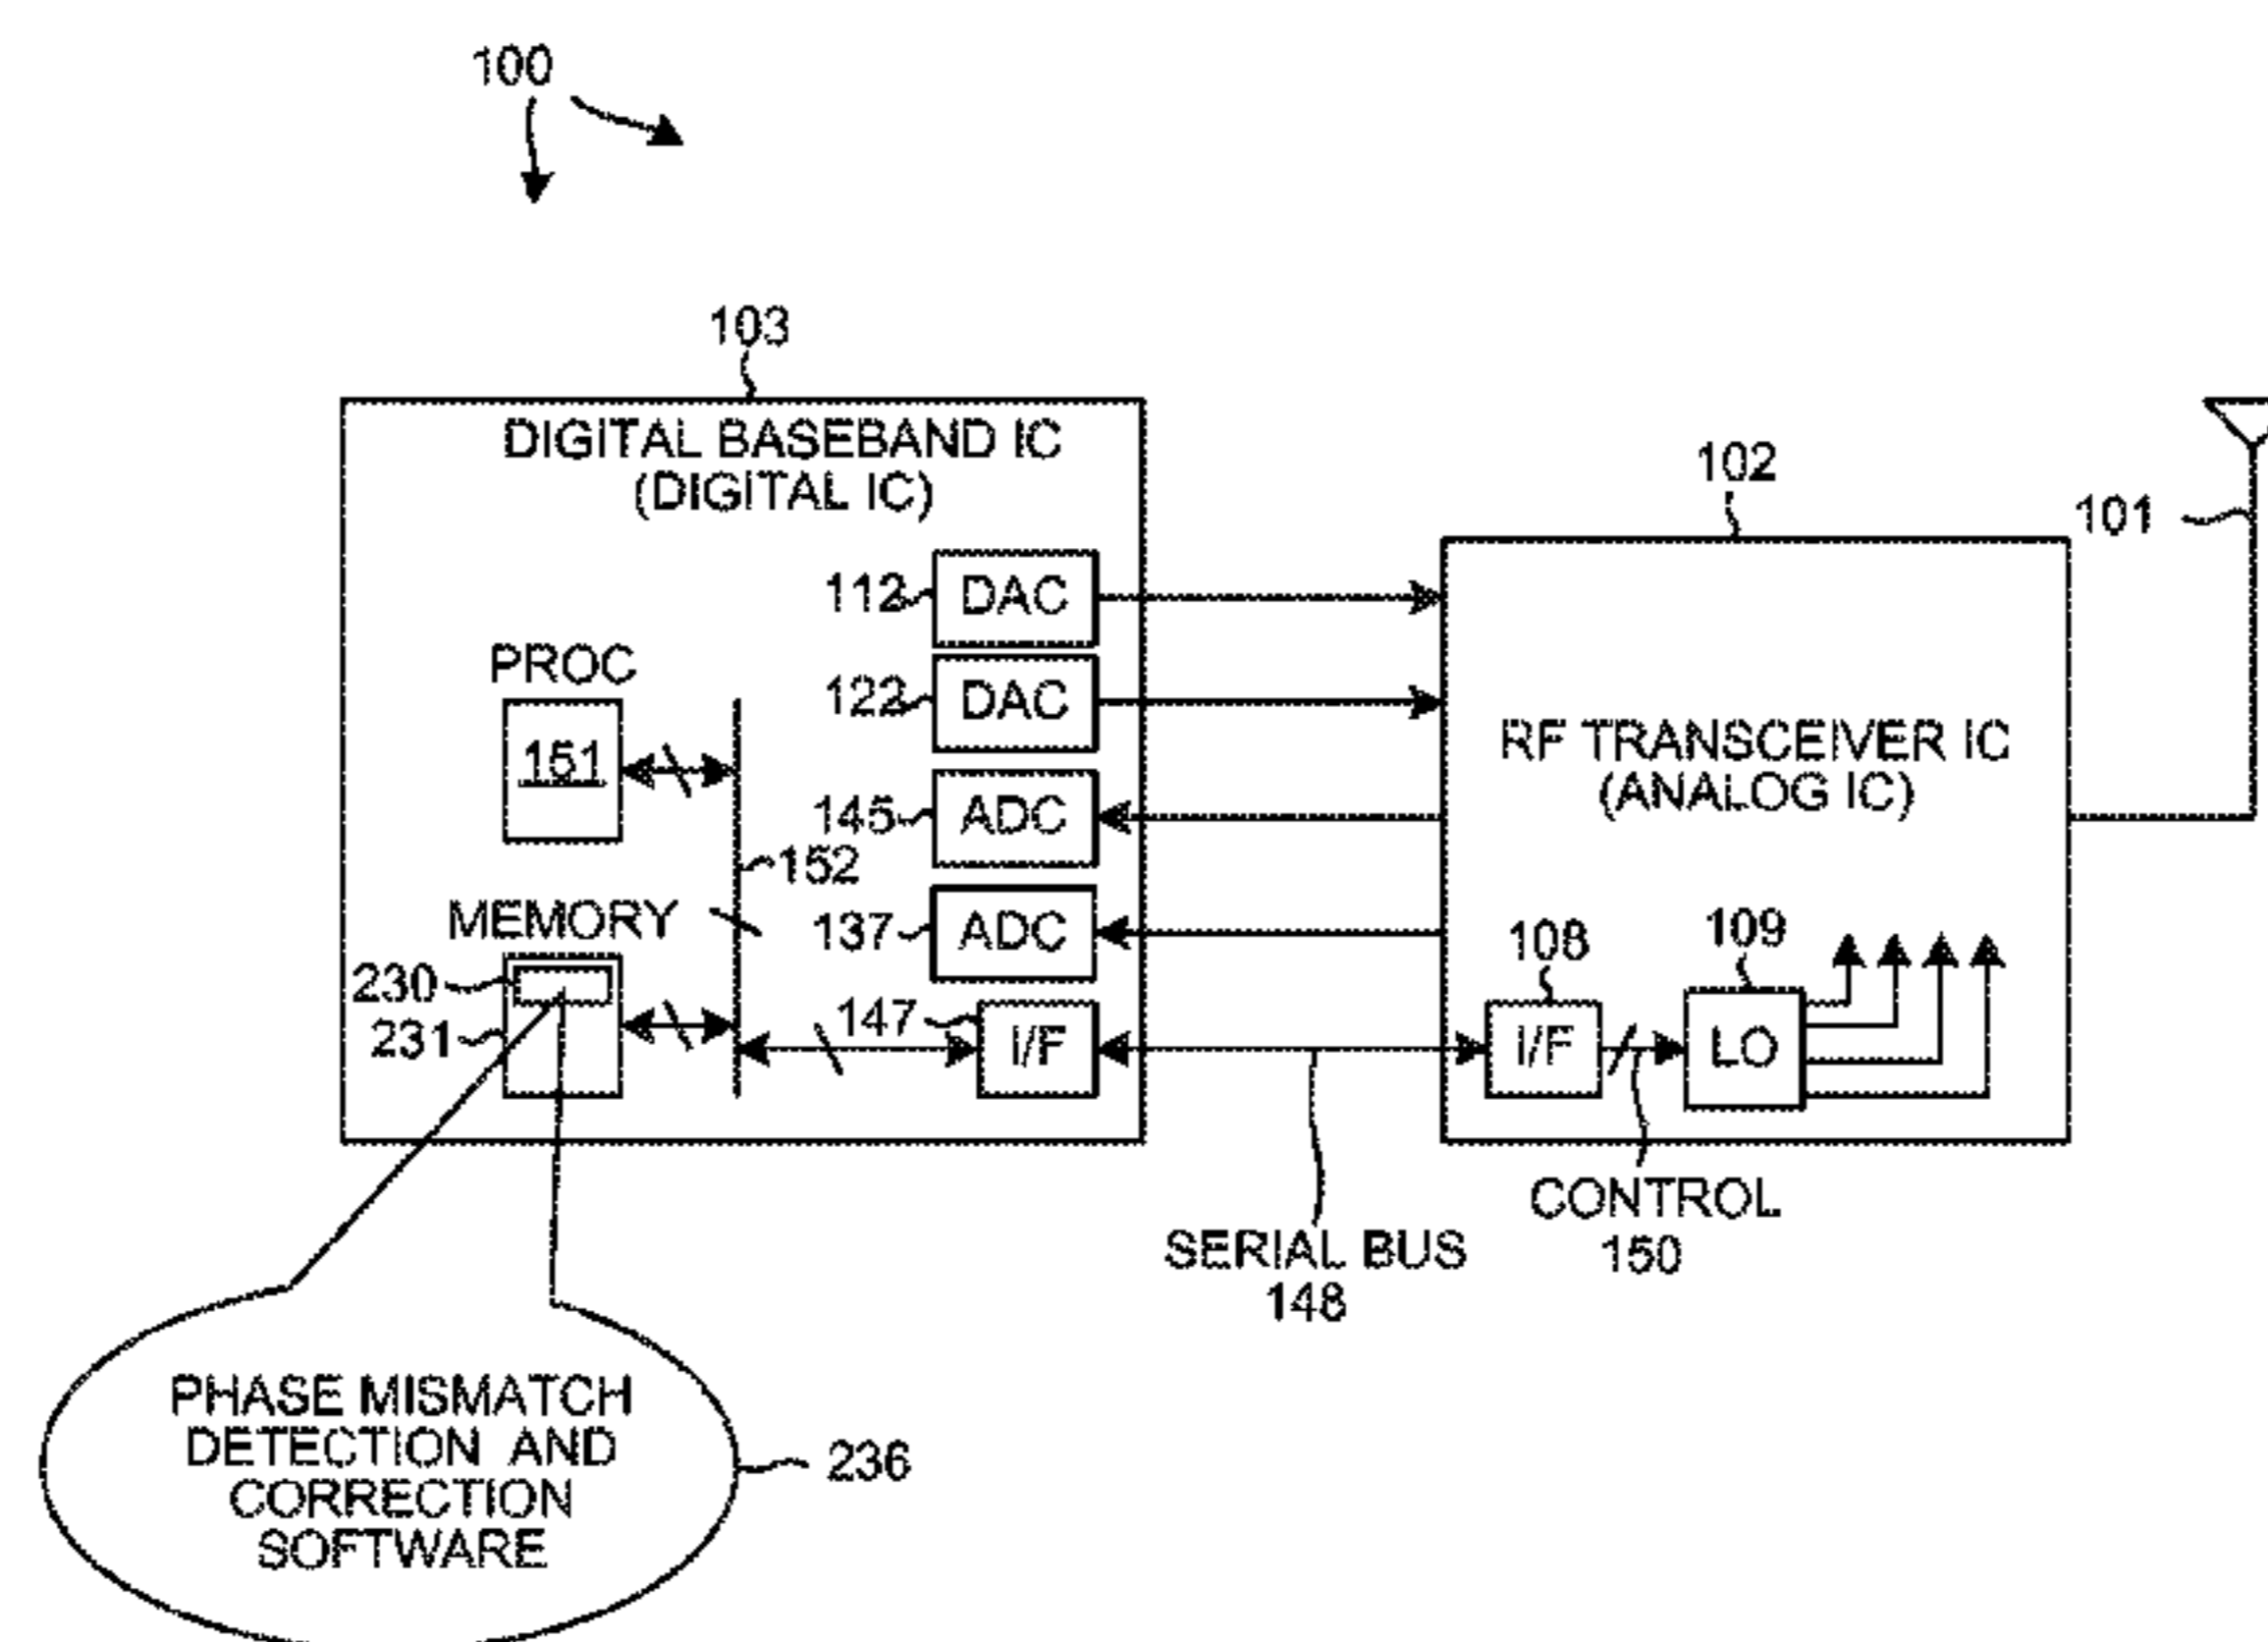 100
103
DIGITAL BASEBAND IC
(DIGITAL IC)
102
101
112
DAC
122
DAC
PROC
151
145
ADC
152
RF TRANSCEIVER IC
(ANALOG IC)
MEMORY
137
ADC
108
109
230
231
147
I/F
I/F
LO
CONTROL
150
SERIAL BUS
148
PHASE MISMATCH
DETECTION AND
CORRECTION
SOFTWARE
236